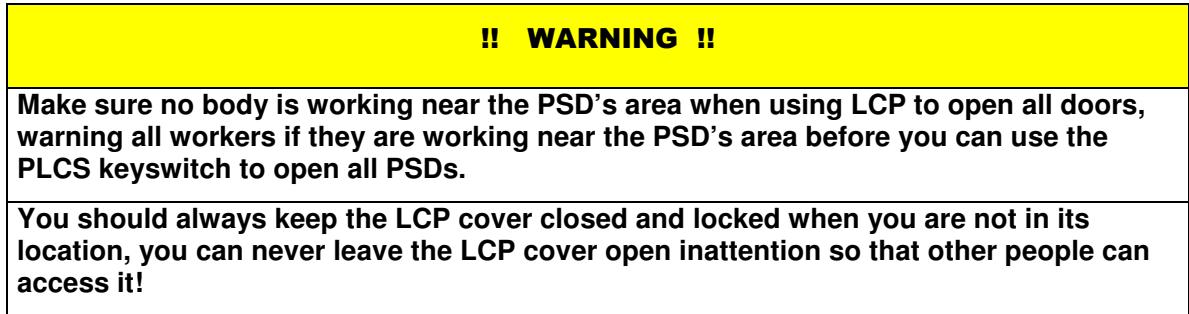 !! WARNING !!
Make sure no body is working near the PSD's area when using LCP to open all doors,
warning all workers if they are working near the PSD's area before you can use the
PLCS keyswitch to open all PSDs.
You should always keep the LCP cover closed and locked when you are not in its
location, you can never leave the LCP cover open inattention so that other people can
access it!